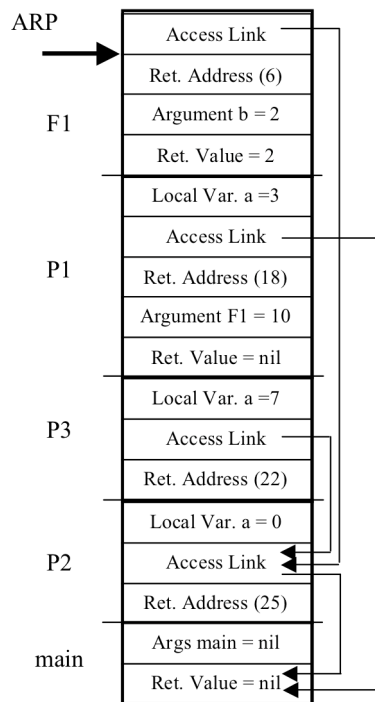 ARP
Access Link
Ret. Address (6)
F1
Argument b = 2
Ret. Value = 2
Local Var. a =3
Access Link
P1
Ret. Address (18)
Argument F1 = 10
Ret. Value = nil
Local Var. a =7
P3
Access Link
Ret. Address (22)
Local Var. a = 0
P2
Access Link
Ret. Address (25)
Args main = nil
main
Ret. Value = nil